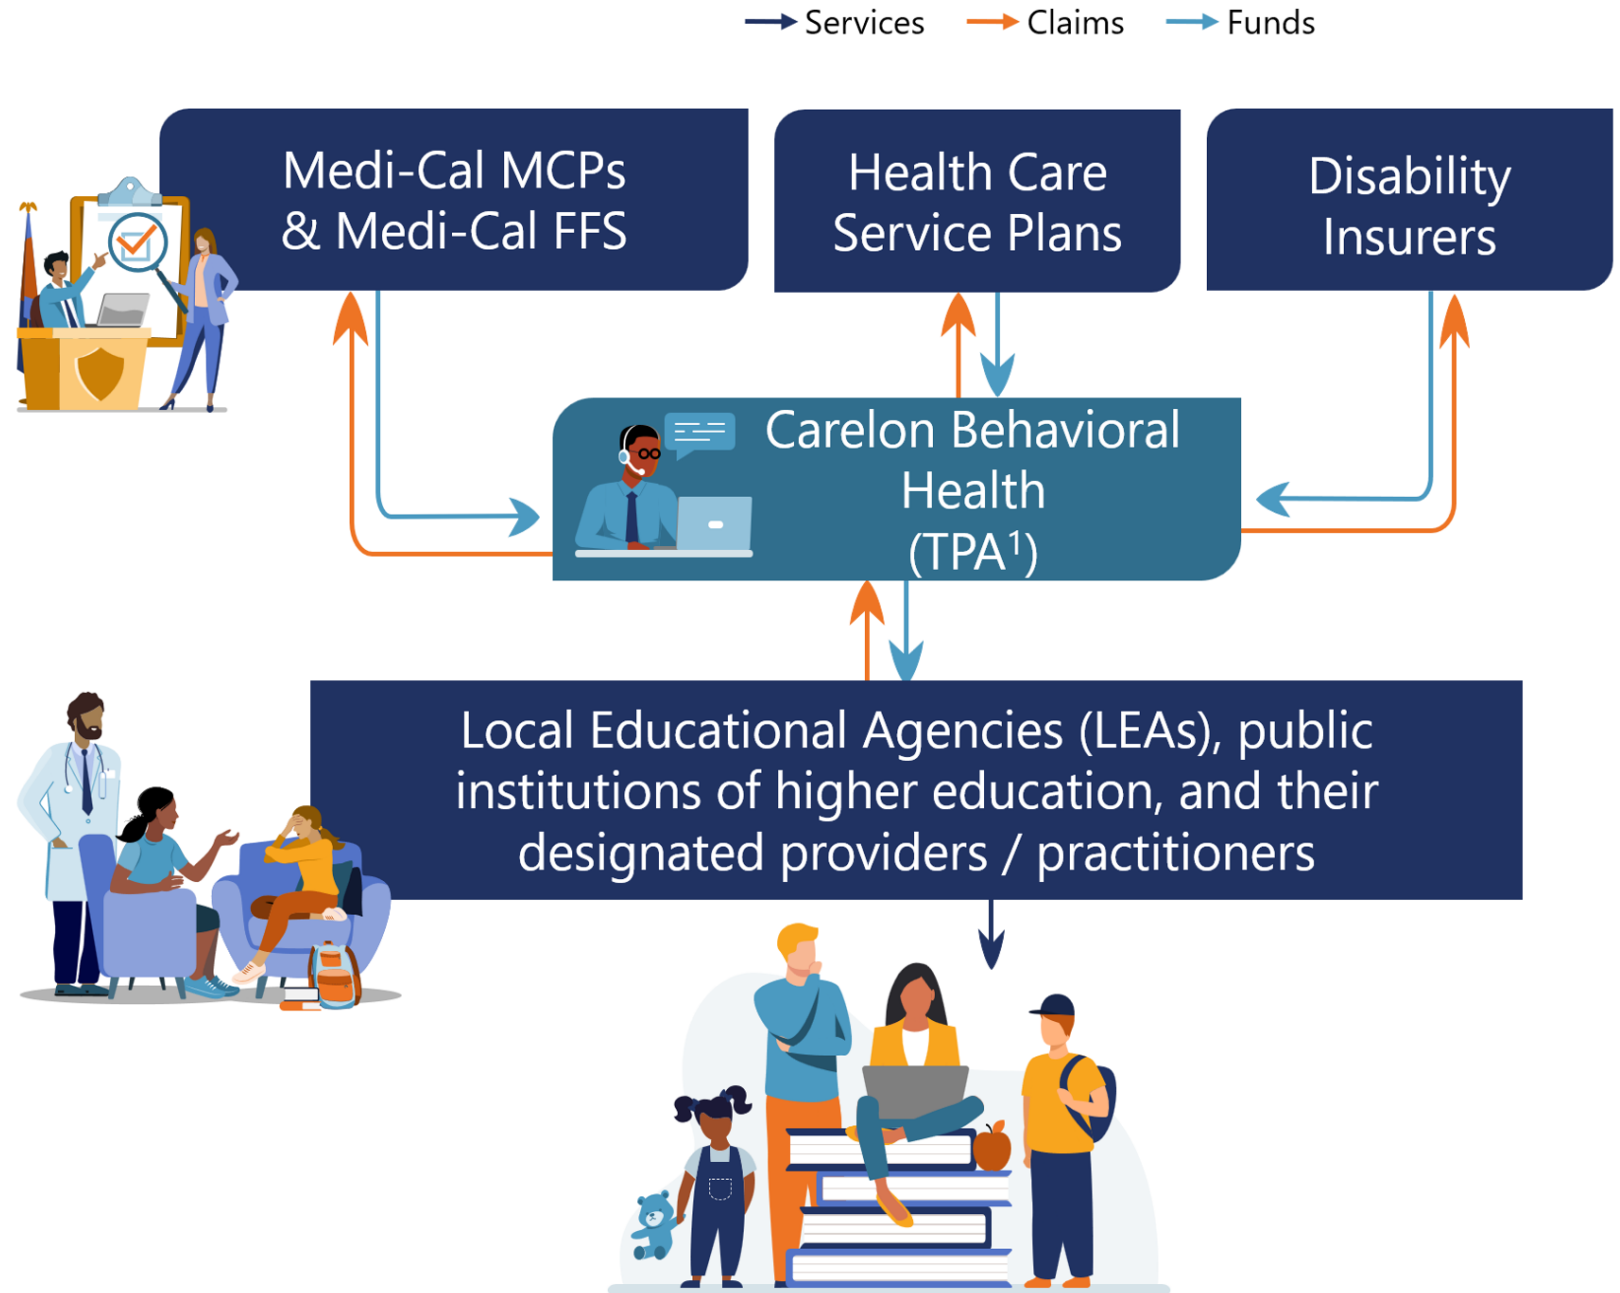 Services Claims Funds
Medi-Cal MCPs
& Medi-Cal FFS
Health Care
Service Plans
Disability
Insurers
Carelon Behavioral
Health
(TPA¹)
Local Educational Agencies (LEAs), public
institutions of higher education, and their
designated providers / practitioners